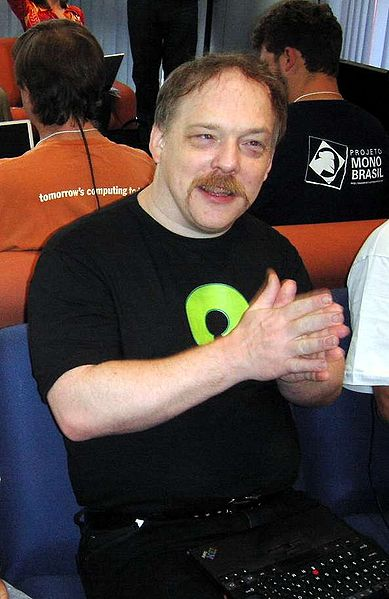 tomorrow's computing to
PROJETO
MONO
BRASIL